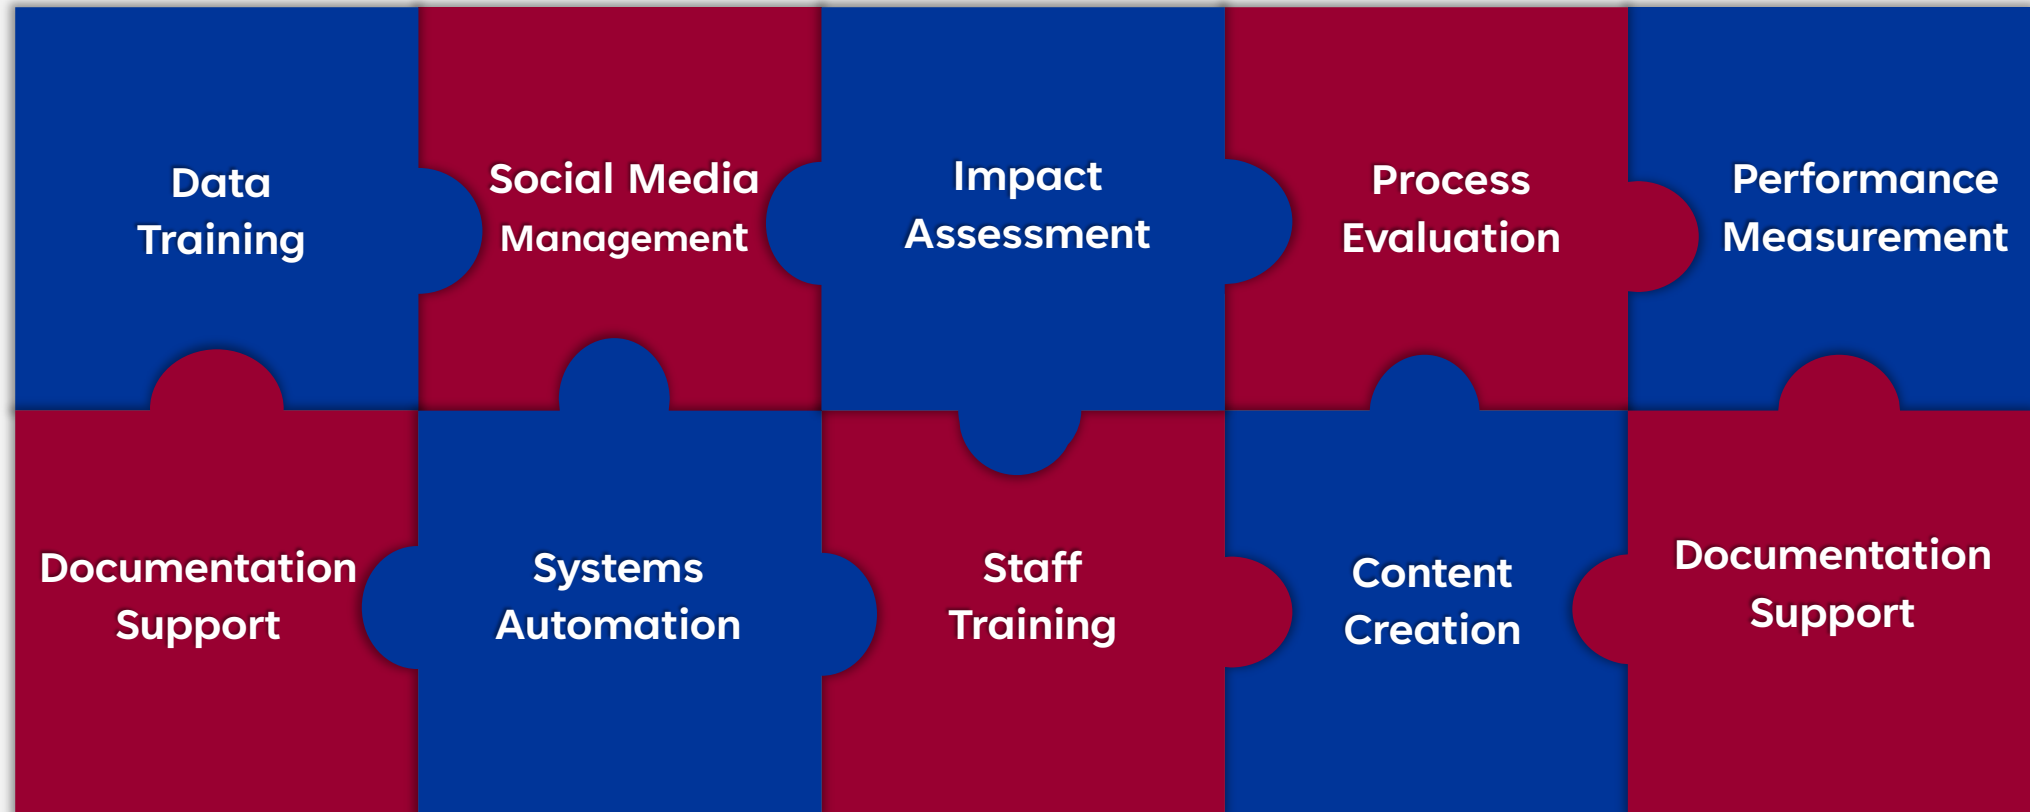 Data
Training
Social Media
Management
Impact
Assessment
Process
Evaluation
Performance
Measurement
Documentation
Support
Systems
Automation
Staff
Training
Content
Creation
Documentation
Support